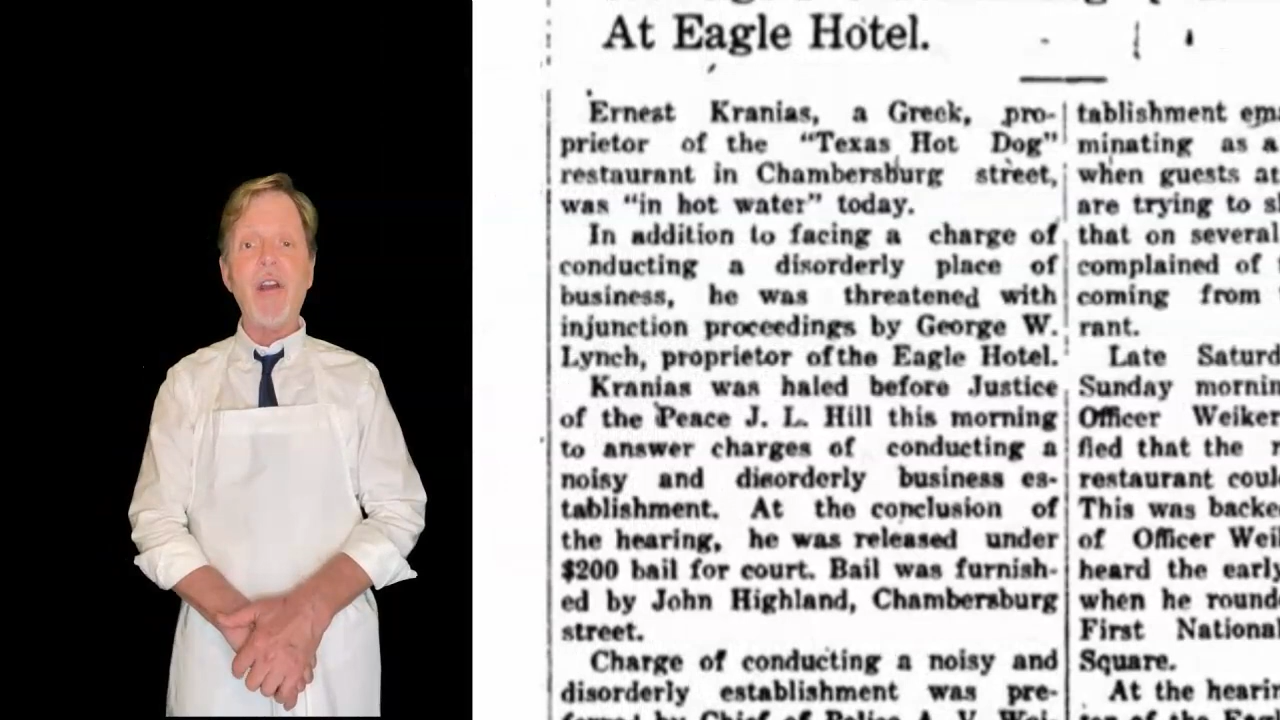 At Eagle Hotel.
Ernest Kranias, a Greek, pro-
prietor of the “Texas Hot Dog”
restaurant in Chambersburg street,
was “in hot water” today.
In addition to facing a charge of
conducting a disorderly place of
business, he was threatened with
injunction proceedings by George W.
Lynch, proprietor of the Eagle Hotel.
Kranias was haled before Justice
of the Peace J. L. Hill this morning
to answer charges of conducting a
noisy and disorderly business es-
tablishment. At the conclusion of
the hearing, he was released under
$200 bail for court. Bail was furnish-
ed by John Highland, Chambersburg
street.
Charge of conducting a noisy and
disorderly establishment was pre-
by Chief of Police A. V.
tablishment
minating as a
when guests at
are trying to
that on several
complained of
coming from
rant.
Late
Sunday
Officer
fied that the
restaurant
This was
of Officer
heard the early
when he
First National
Square.
At the